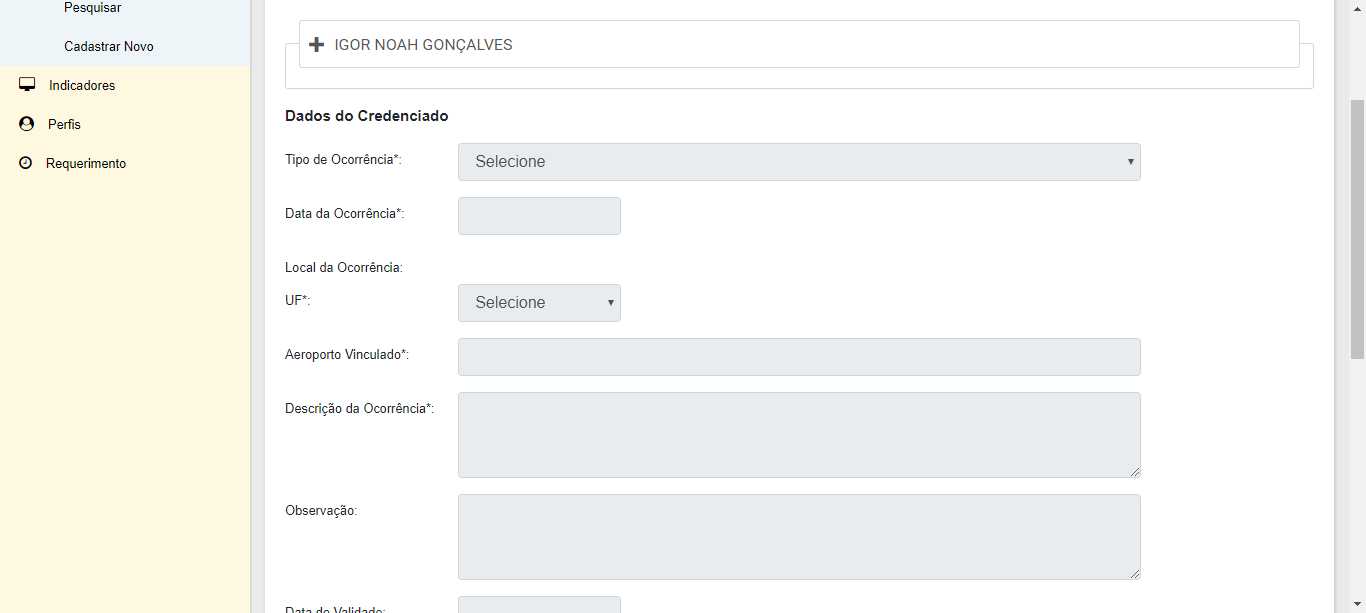 Pesquisar
Cadastrar Novo
Indicadores
Perfis
Requerimento
IGOR NOAH GONÇALVES
Dados do Credenciado
Tipo de Ocorrência*:
Selecione
Data da Ocorrência*:
Local da Ocorrência:
UF*:
Selecione
Aeroporto Vinculado*:
Descrição da Ocorrência*:
Observação:
Data de Validade: